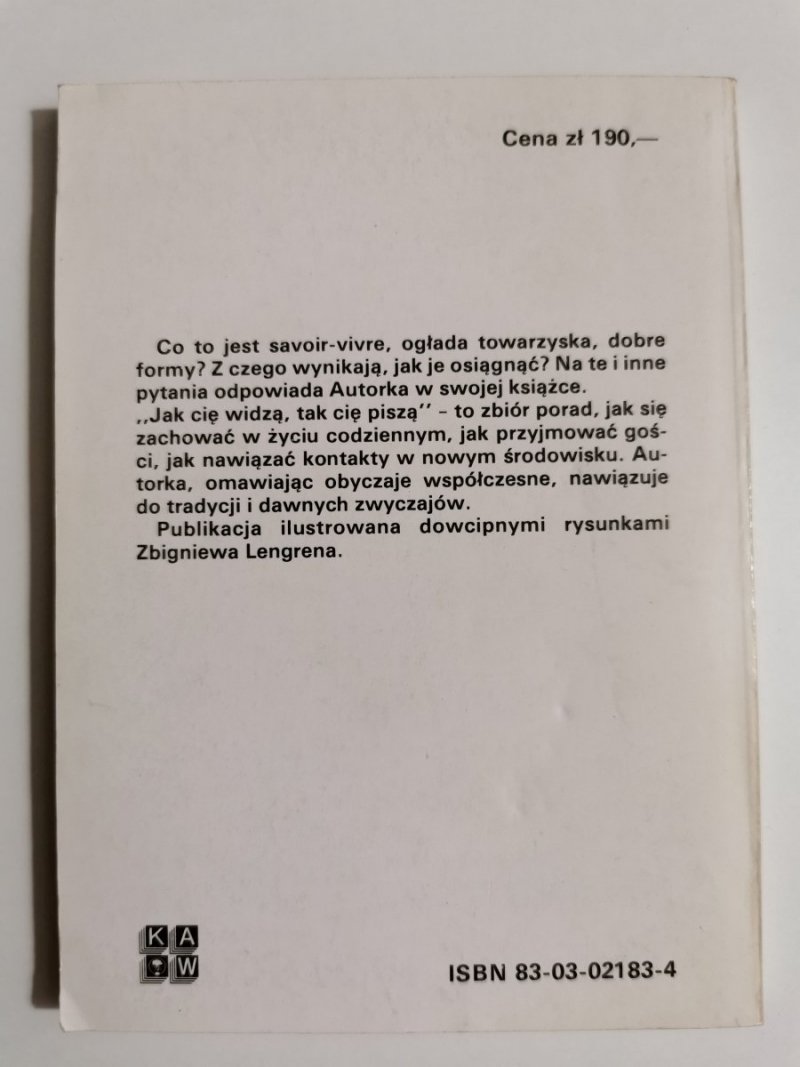 Cena zł 190,—
Co to jest savoir-vivre, ogłada towarzyska, dobre
formy? Z czego wynikają, jak je osiągnąć? Na te i inne
pytania odpowiada Autorka w swojej książce.
„Jak cię widzą, tak cię piszą” – to zbiór porad, jak się
zachować w życiu codziennym, jak przyjmować goś-
ci, jak nawiązać kontakty w nowym środowisku. Au-
torka, omawiając obyczaje współczesne, nawiązuje
do tradycji i dawnych zwyczajów.
Publikacja ilustrowana dowcipnymi rysunkami
Zbigniewa Lengrena.
K A
W
ISBN 83-03-02183-4